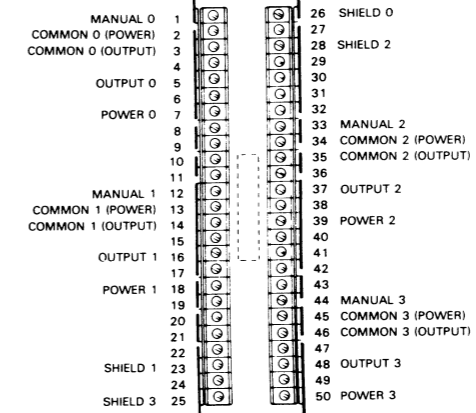 MANUAL 0 1
COMMON 0 (POWER) 2
COMMON 0 (OUTPUT) 3
4
OUTPUT 0 5
6
POWER 0 7
8
9
10
11
MANUAL 1 12
COMMON 1 (POWER) 13
COMMON 1 (OUTPUT) 14
15
OUTPUT 1 16
17
POWER 1 18
19
20
21
22
SHIELD 1 23
24
SHIELD 3 25
26 SHIELD 0
27
28 SHIELD 2
29
30
31
32
33 MANUAL 2
34 COMMON 2 (POWER)
35 COMMON 2 (OUTPUT)
36
37 OUTPUT 2
38
39 POWER 2
40
41
42
43
44 MANUAL 3
45 COMMON 3 (POWER)
46 COMMON 3 (OUTPUT)
47
48 OUTPUT 3
49
50 POWER 3